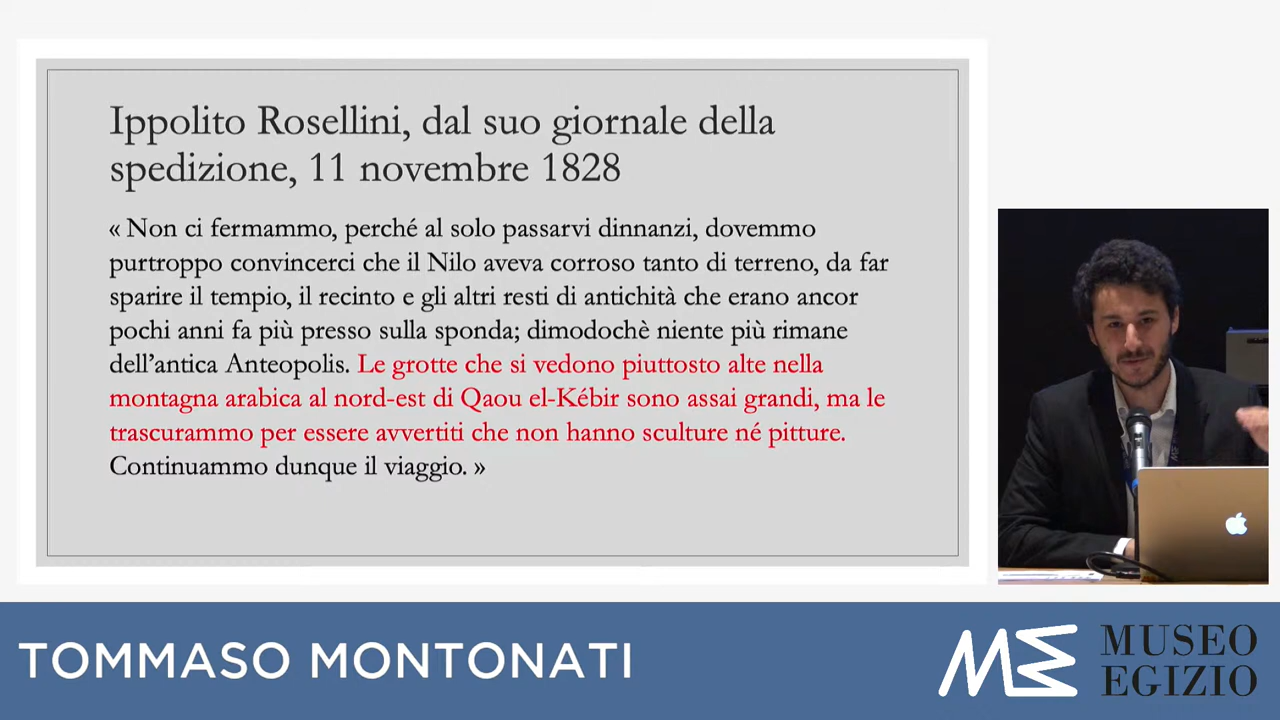 Ippolito Rosellini, dal suo giornale della
spedizione, 11 novembre 1828
« Non ci fermammo, perché al solo passarvi dinnanzi, dovemmo
purtroppo convincerci che il Nilo aveva corroso tanto di terreno, da far
sparire il tempio, il recinto e gli altri resti di antichità che erano ancor
pochi anni fa più presso sulla sponda; dimodochè niente più rimane
dell’antica Anteopolis. Le grotte che si vedono piuttosto alte nella
montagna arabica al nord-est di Qaou el-Kébir sono assai grandi, ma le
trascurammo per essere avvertiti che non hanno sculture né pitture.
Continuammo dunque il viaggio. »
TOMMASO MONTONATI
ME MUSEO
EGIZIO